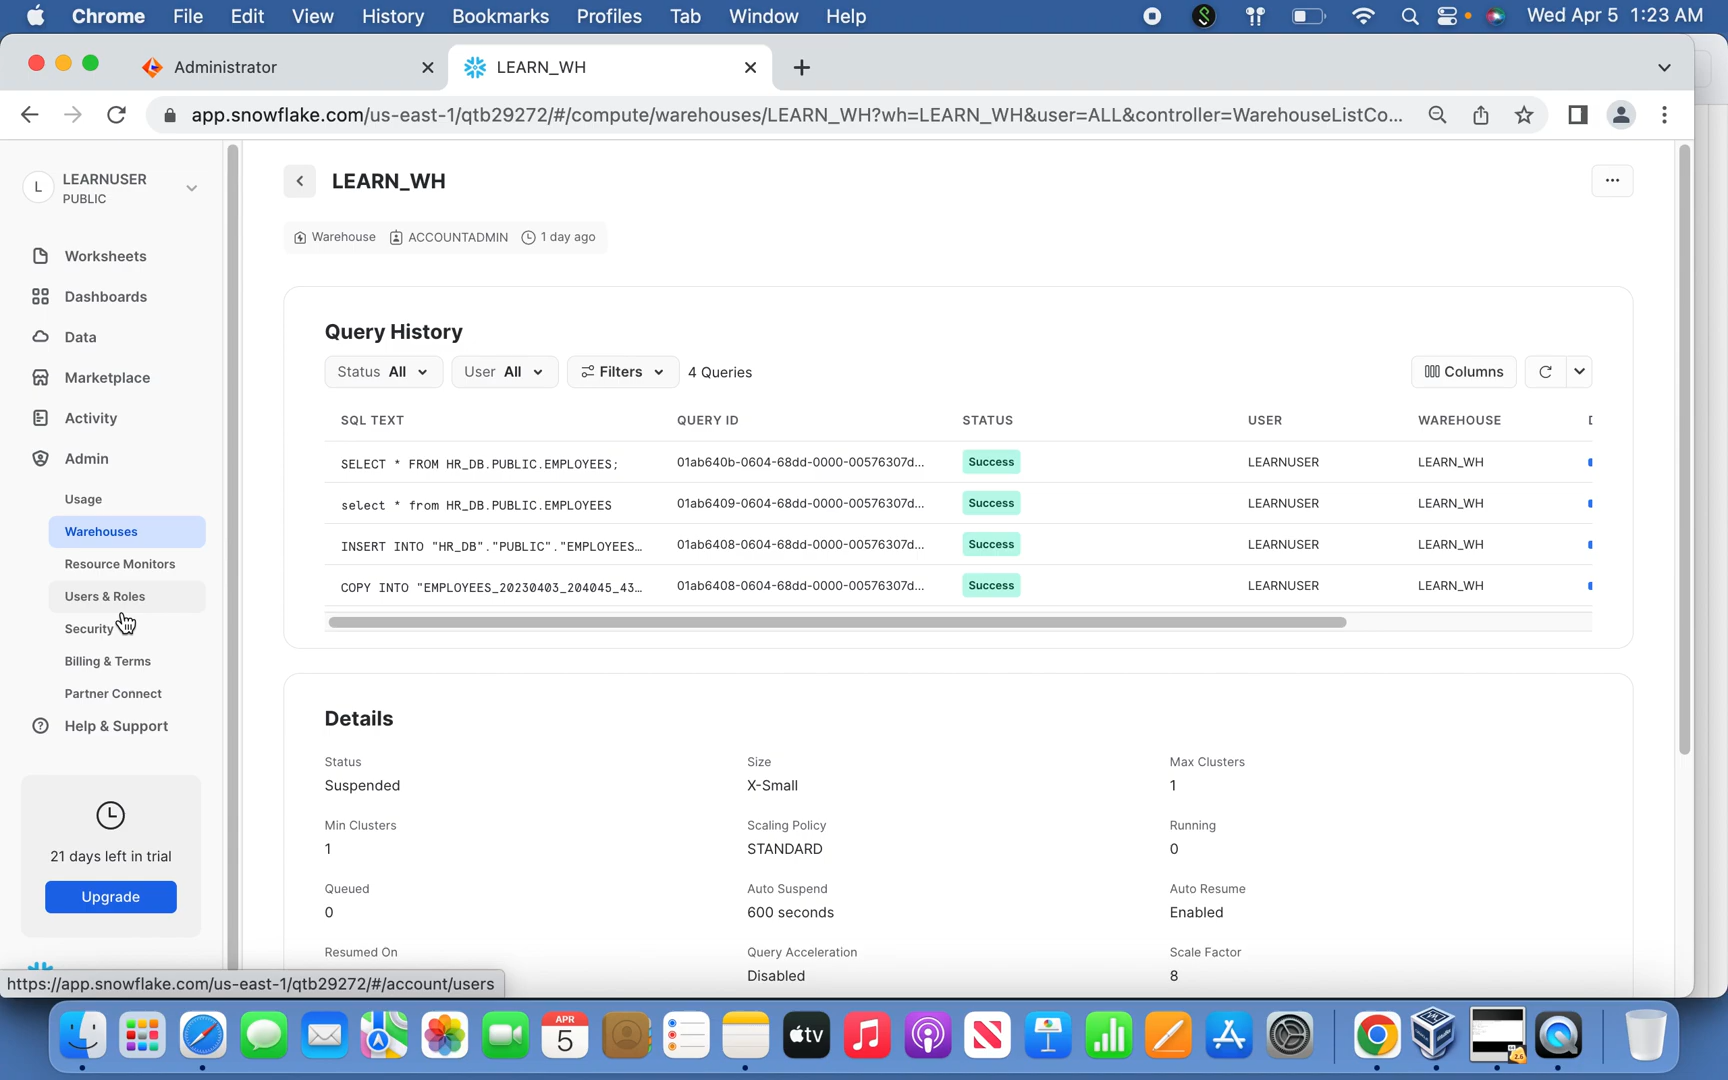 Chrome File Edit View History Bookmarks Profiles Tab Window Help Wed Apr 5 1:23 AM
Administrator LEARN_WH
app.snowflake.com/us-east-1/qtb29272/#/compute/warehouses/LEARN_WH?wh=LEARN_WH&user=ALL&controller=WarehouseListCo...
L LEARNUSER
PUBLIC
Worksheets
Dashboards
Data
Marketplace
Activity
Admin
Usage
Warehouses
Resource Monitors
Users & Roles
Security
Billing & Terms
Partner Connect
Help & Support
21 days left in trial
Upgrade
https://app.snowflake.com/us-east-1/qtb29272/#/account/users
LEARN_WH
...
Warehouse ACCOUNTADMIN 1 day ago
Query History
Status All User All Filters 4 Queries Columns
SQL TEXT QUERY ID STATUS USER WAREHOUSE
SELECT * FROM HR_DB.PUBLIC.EMPLOYEES; 01ab640b-0604-68dd-0000-00576307d... Success LEARNUSER LEARN_WH
select * from HR_DB.PUBLIC.EMPLOYEES 01ab6409-0604-68dd-0000-00576307d... Success LEARNUSER LEARN_WH
INSERT INTO "HR_DB"."PUBLIC"."EMPLOYEES... 01ab6408-0604-68dd-0000-00576307d... Success LEARNUSER LEARN_WH
COPY INTO "EMPLOYEES_20230403_204045_43... 01ab6408-0604-68dd-0000-00576307d... Success LEARNUSER LEARN_WH
Details
Status Size Max Clusters
Suspended X-Small 1
Min Clusters Scaling Policy Running
1 STANDARD 0
Queued Auto Suspend Auto Resume
0 600 seconds Enabled
Resumed On Query Acceleration Scale Factor
Disabled 8
APR
5
tv